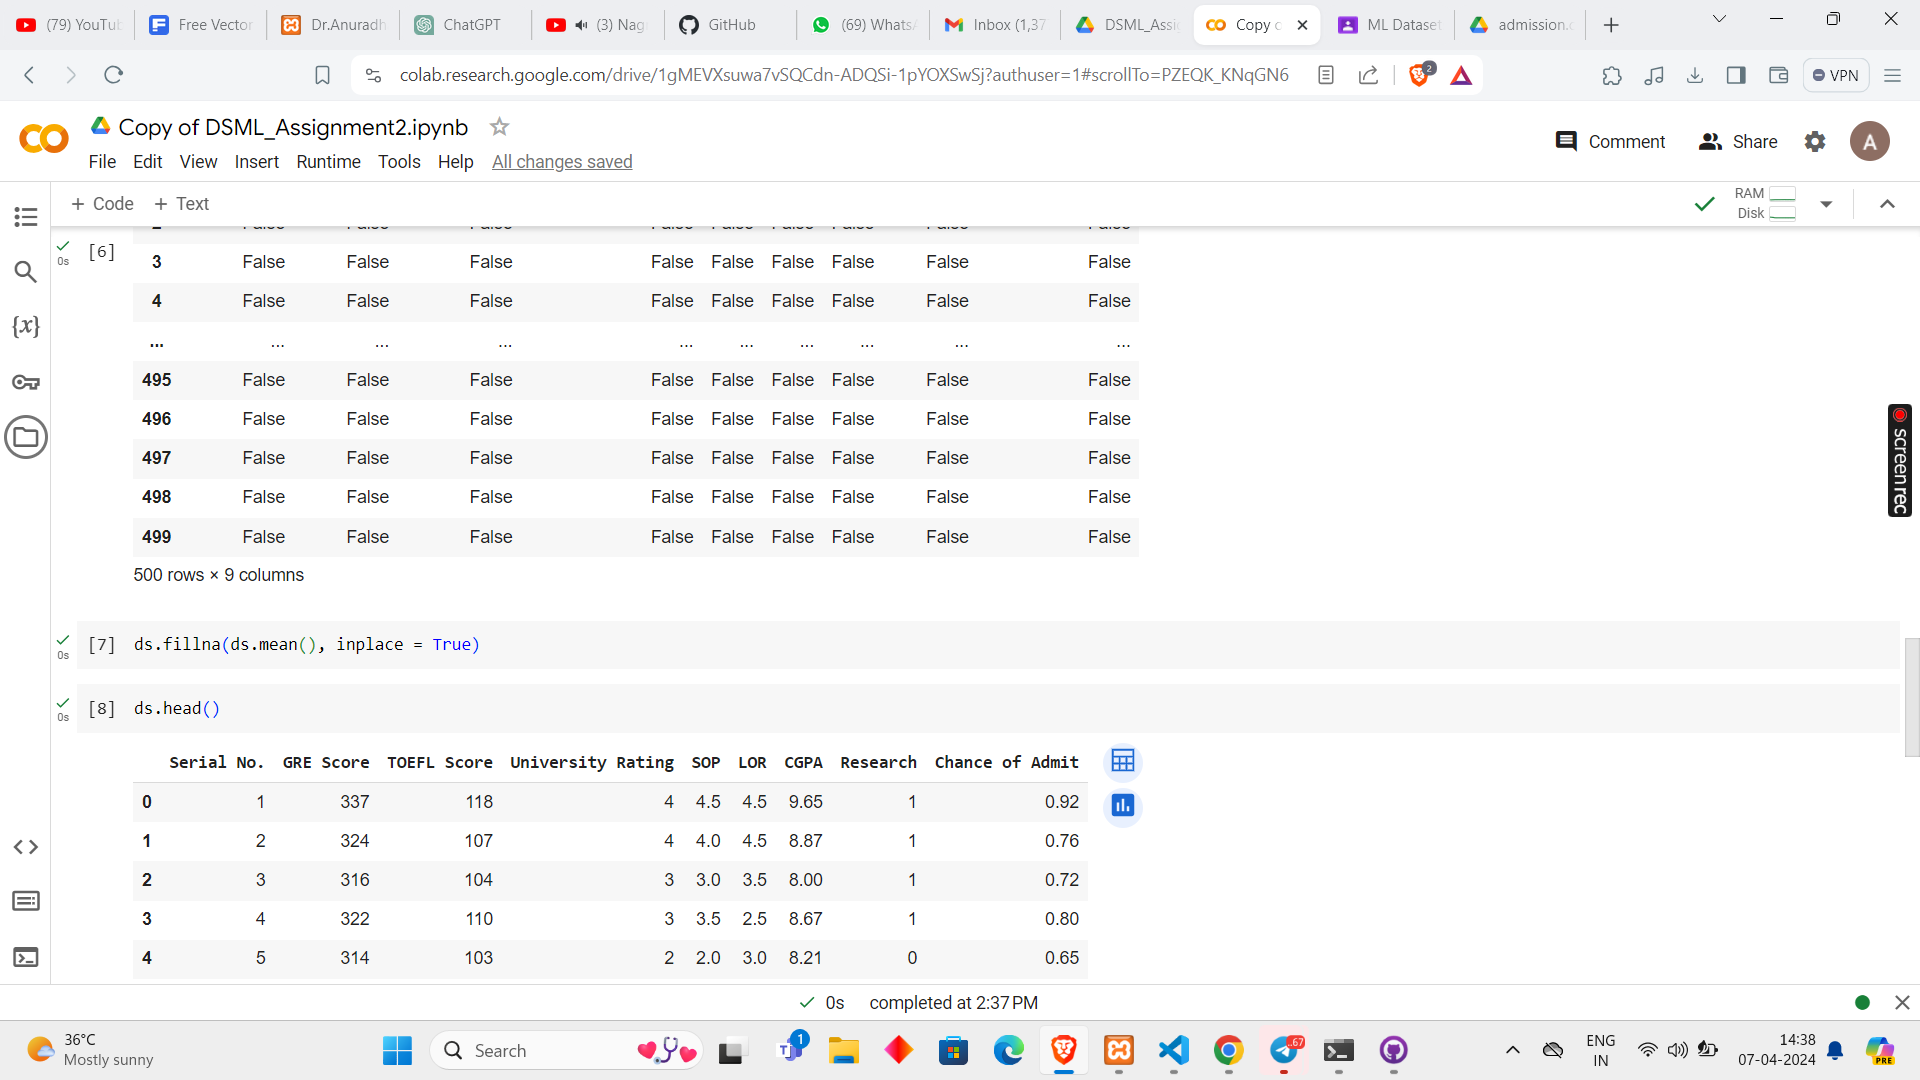 (79) YouTub
Free Vector
Dr.Anuradh
ChatGPT
(3) Nag
GitHub
(69) WhatsA
Inbox (1,37
DSML_Assig
Copy c
ML Dataset
admission.c
colab.research.google.com/drive/1gMEVXsuwa7vSQCdn-ADQSi-1pYOXSwSj?authuser=1#scrollTo=PZEQK_KNqGN6
2
VPN
Copy of DSML_Assignment2.ipynb
File Edit View Insert Runtime Tools Help All changes saved
Comment
Share
A
+ Code + Text
RAM
Disk
[6]
0s
3 False False False False False False False False False
4 False False False False False False False False False
... ... ... ... ... ... ... ... ... ...
495 False False False False False False False False False
496 False False False False False False False False False
497 False False False False False False False False False
498 False False False False False False False False False
499 False False False False False False False False False
500 rows × 9 columns
screen rec
[7] ds.fillna(ds.mean(), inplace = True)
0s
[8] ds.head()
0s
Serial No. GRE Score TOEFL Score University Rating SOP LOR CGPA Research Chance of Admit
0 1 337 118 4 4.5 4.5 9.65 1 0.92
1 2 324 107 4 4.0 4.5 8.87 1 0.76
2 3 316 104 3 3.0 3.5 8.00 1 0.72
3 4 322 110 3 3.5 2.5 8.67 1 0.80
4 5 314 103 2 2.0 3.0 8.21 0 0.65
0s completed at 2:37 PM
36°C
Mostly sunny
Search
1
67
ENG
IN
14:38
07-04-2024
PRE